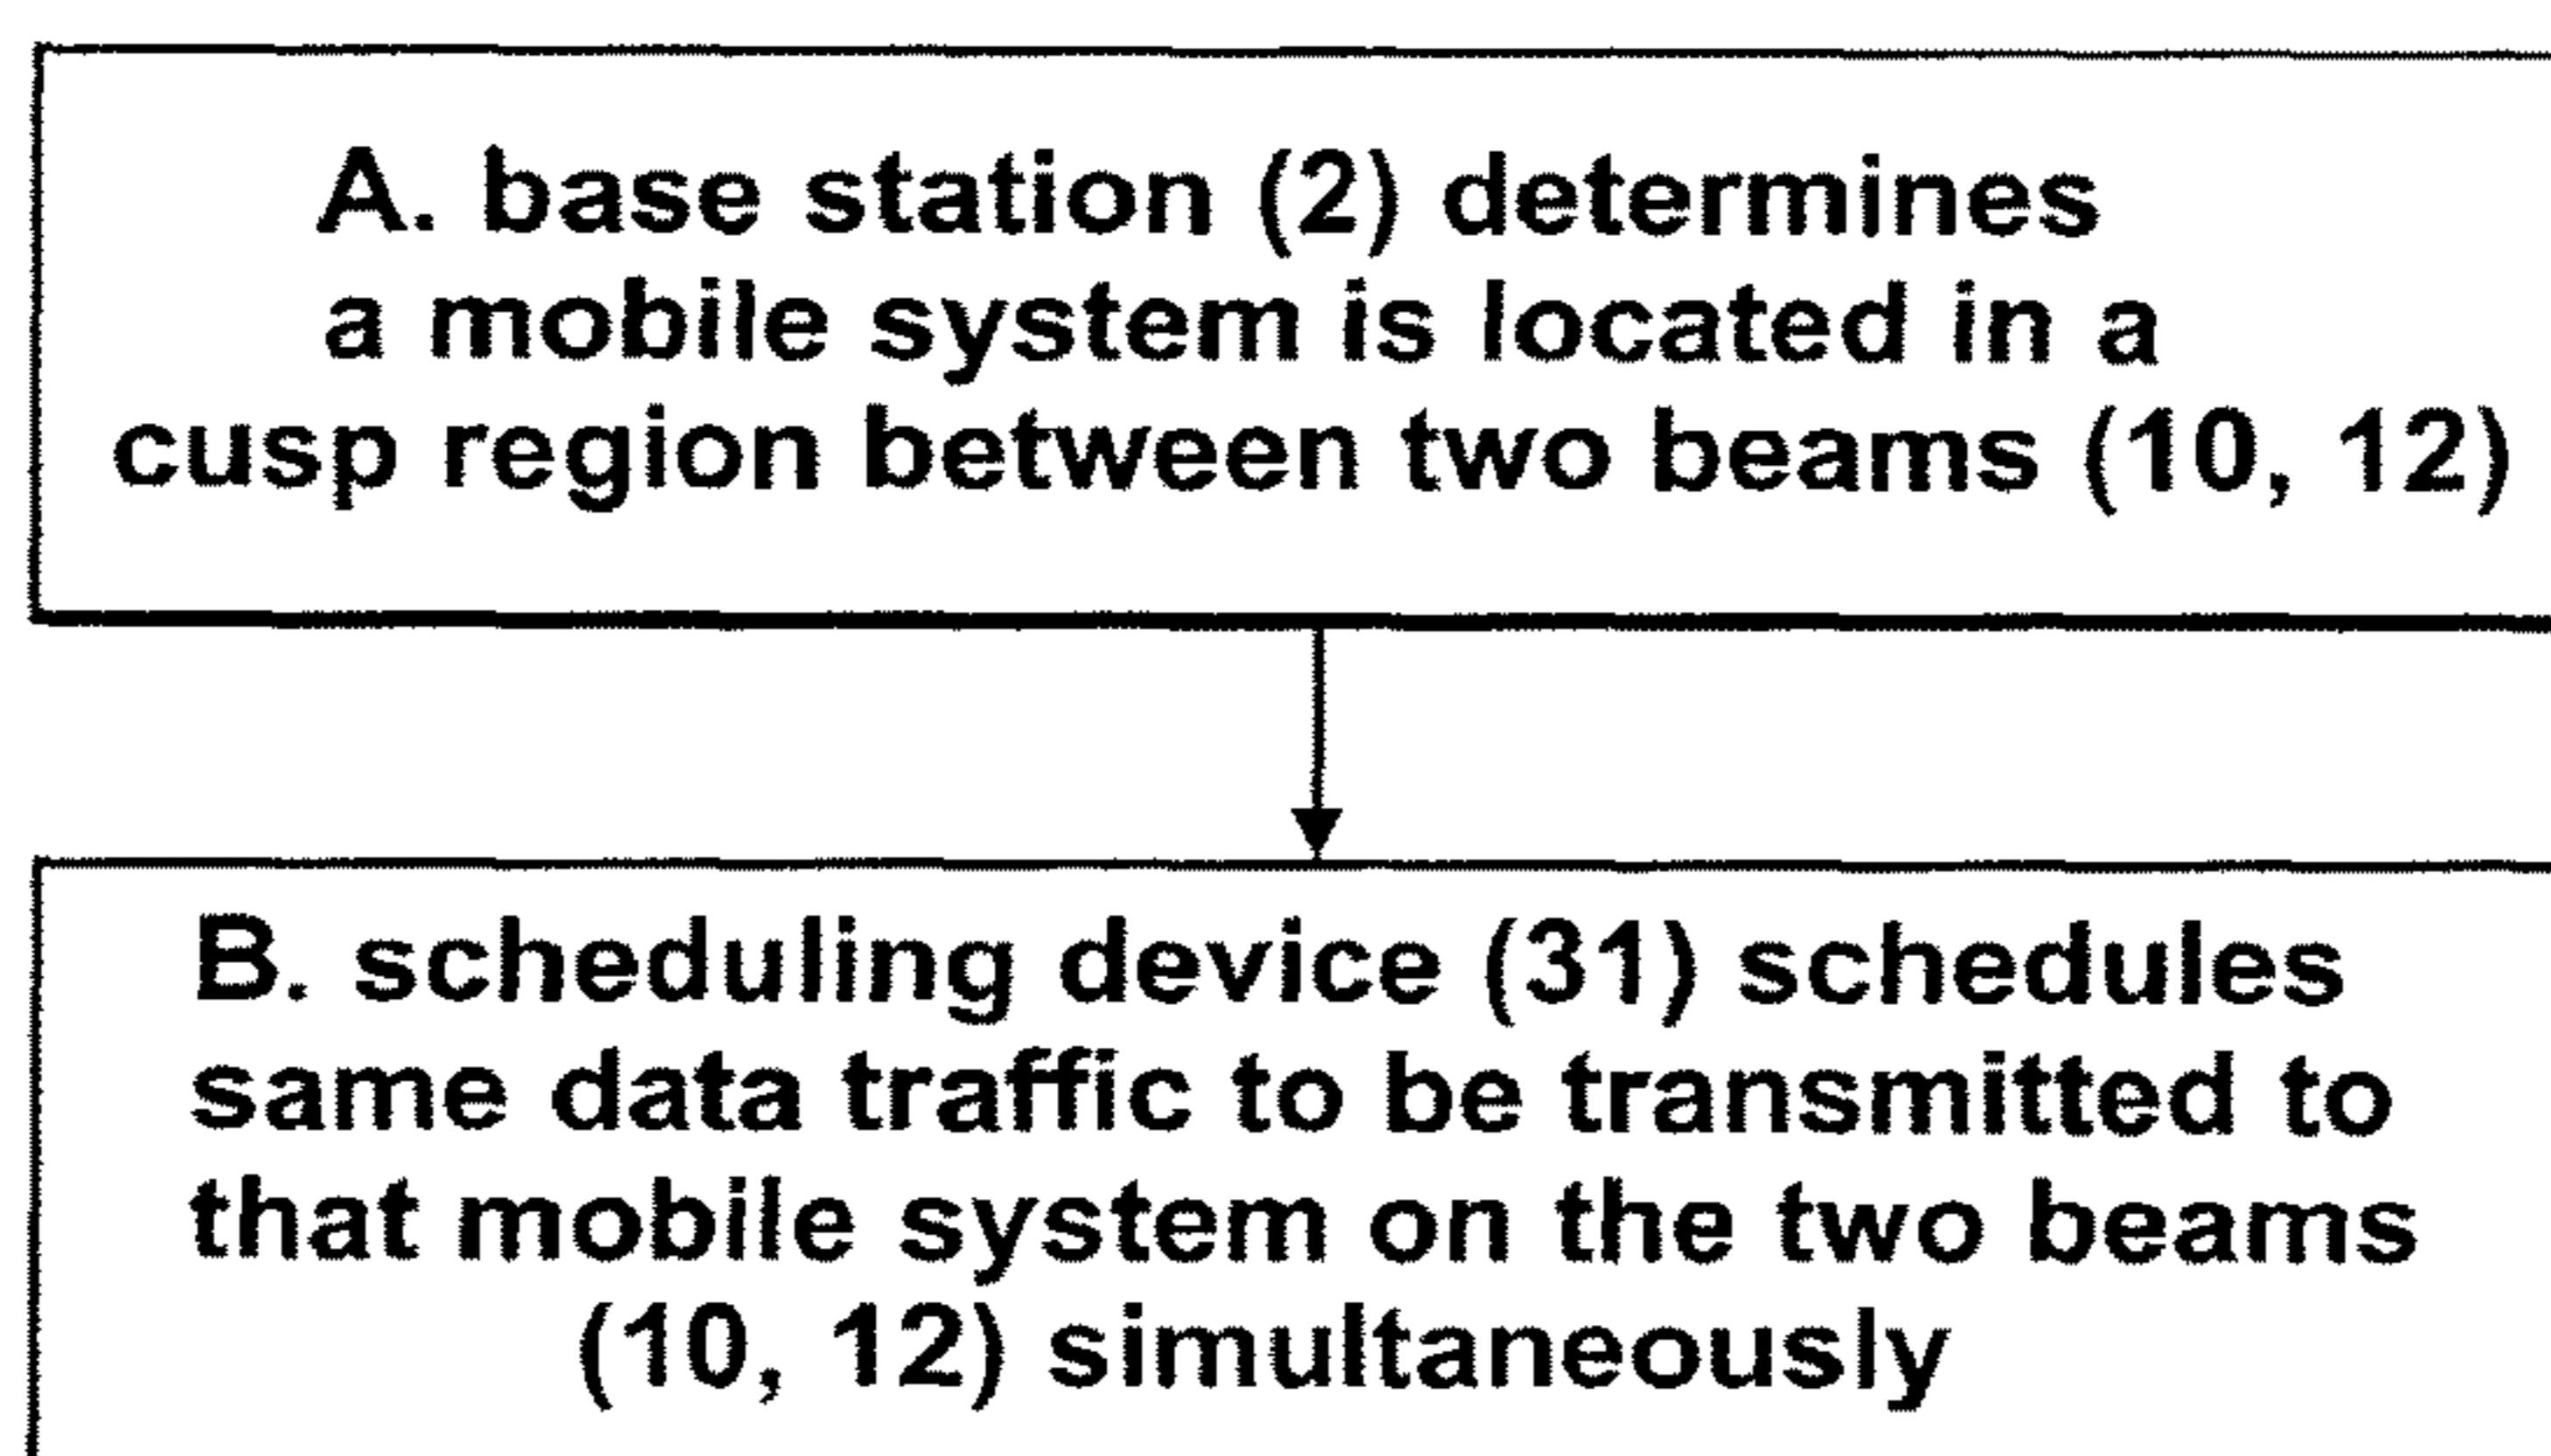 A. base station (2) determines
a mobile system is located in a
cusp region between two beams (10, 12)
B. scheduling device (31) schedules
same data traffic to be transmitted to
that mobile system on the two beams
(10, 12) simultaneously